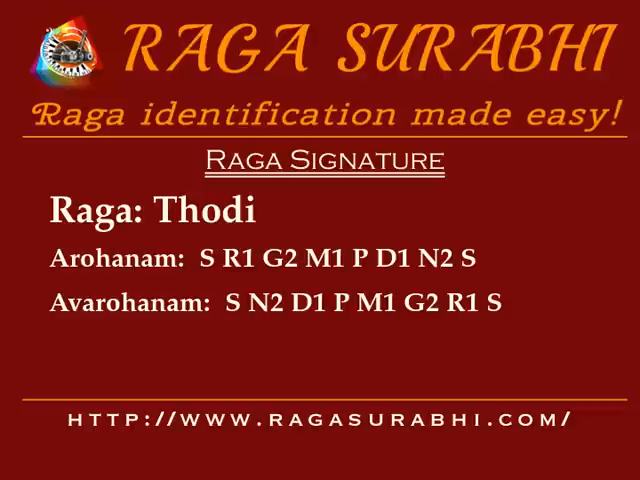 RAGA SURABHI
Raga identification made easy!
RAGA SIGNATURE
Raga: Thodi
Arohanam: S R1 G2 M1 P D1 N2 S
Avarohanam: S N2 D1 P M1 G2 R1 S
HTTP://WWW.RAGASURABHI.COM/